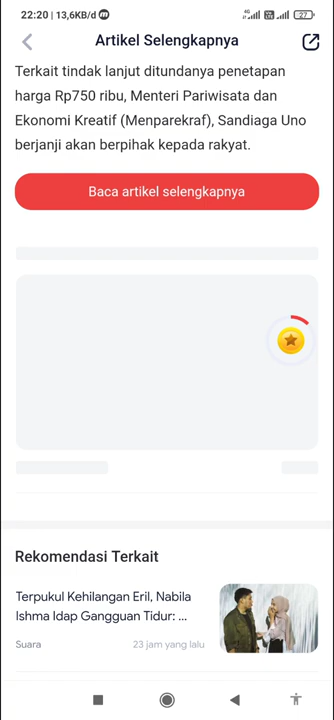 22:20 | 13,6KB/d
4G
27
Artikel Selengkapnya
Terkait tindak lanjut ditundanya penetapan
harga Rp750 ribu, Menteri Pariwisata dan
Ekonomi Kreatif (Menparekraf), Sandiaga Uno
berjanji akan berpihak kepada rakyat.
Baca artikel selengkapnya
Rekomendasi Terkait
Terpukul Kehilangan Eril, Nabila
Ishma Idap Gangguan Tidur: ...
Suara
23 jam yang lalu